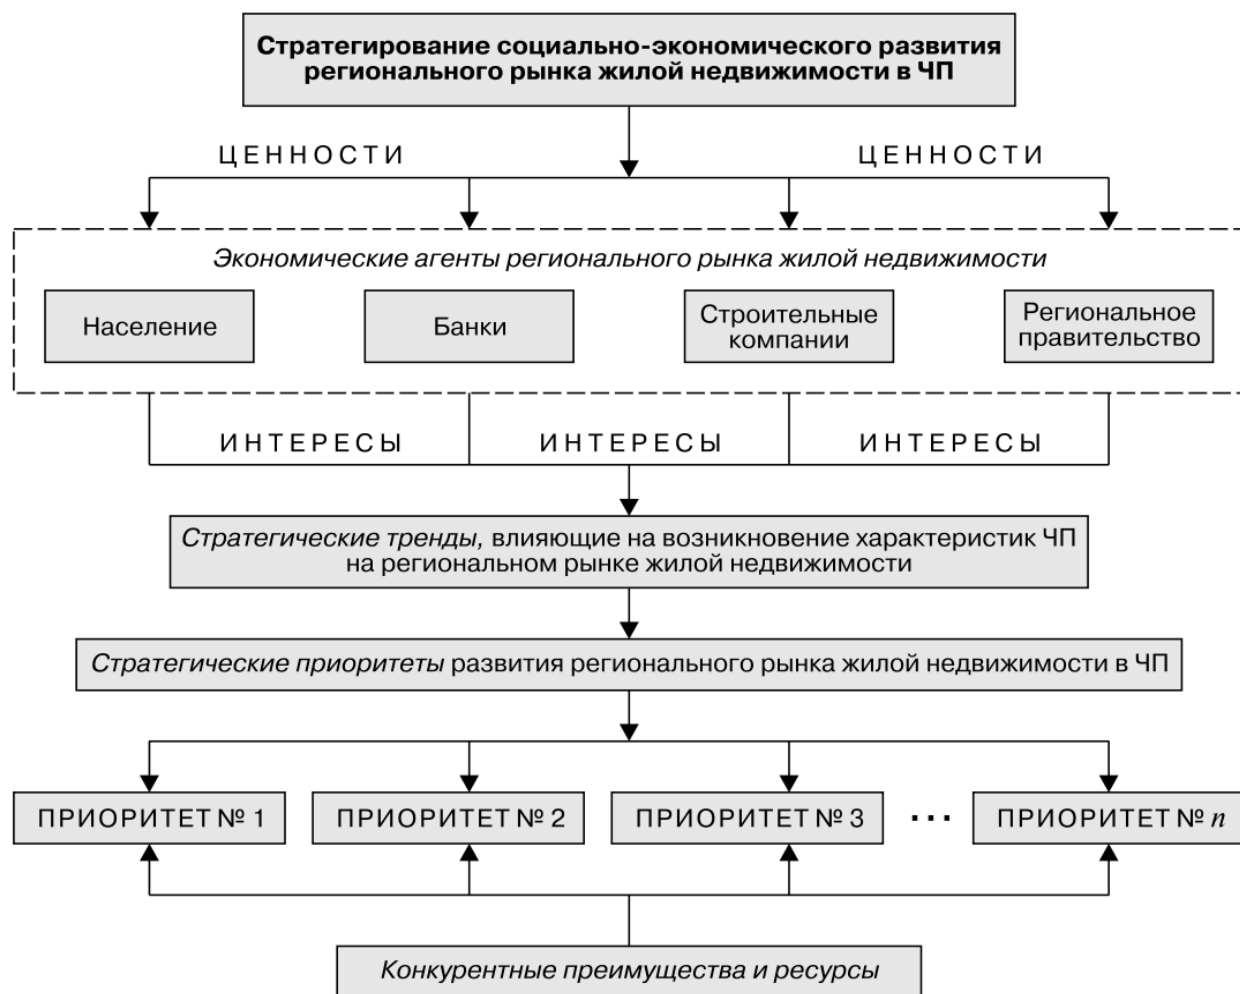 Стратегирование социально-экономического развития
регионального рынка жилой недвижимости в ЧП
ЦЕННОСТИ ЦЕННОСТИ
Экономические агенты регионального рынка жилой недвижимости
Население
Банки
Строительные
компании
Региональное
правительство
ИНТЕРЕСЫ ИНТЕРЕСЫ ИНТЕРЕСЫ
Стратегические тренды, влияющие на возникновение характеристик ЧП
на региональном рынке жилой недвижимости
Стратегические приоритеты развития регионального рынка жилой недвижимости в ЧП
ПРИОРИТЕТ № 1 ПРИОРИТЕТ № 2 ПРИОРИТЕТ № 3 ... ПРИОРИТЕТ № n
Конкурентные преимущества и ресурсы